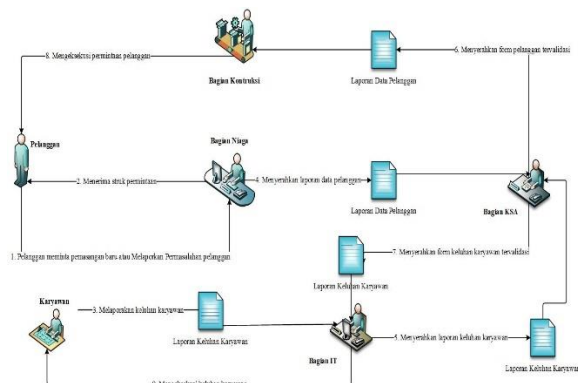 8. Mengeksekusi permintaan pelanggan
6. Menyerahkan form pelanggan tervalidasi
Bagian Kontruksi
Laporan Data Pelanggan
Pelanggan
Bagian Niaga
2. Menerima struk permintaan
4. Menyerahkan laporan data pelanggan
Laporan Data Pelanggan
Bagian KSA
1. Pelanggan meminta pemasangan baru atau Melaporkan Permasalahan pelanggan
7. Menyerahkan form keluhan karyawan tervalidasi
Laporan Keluhan Karyawan
Karyawan
3. Melaporkan keluhan karyawan
Laporan Keluhan Karyawan
5. Menyerahkan laporan keluhan karyawan
Bagian IT
Laporan Keluhan Karyawan
keluhan karyawan